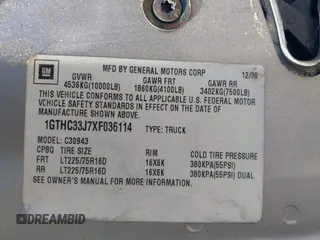 GM
MFD BY GENERAL MOTORS CORP 12/98
GVWR GAWR FRT GAWR RR
4536KG(10000LB) 1860KG(4100LB) 3402KG(7500LB)
THIS VEHICLE CONFORMS TO ALL APPLICABLE U.S. FEDERAL
MOTOR VEHICLE SAFETY STANDARDS IN EFFECT ON THE
DATE OF MANUFACTURE SHOWN ABOVE.
1GTHC33J7XF036114 TYPE: TRUCK
MODEL: C30943
CPBQ TIRE SIZE RIM COLD TIRE PRESSURE
FRT LT225/75R16D 16X6K 380KPA(55PSI)
RR LT225/75R16D 16X6K 380KPA(55PSI) DUAL
SEE OWNER'S MANUAL FOR ADDITIONAL INFORMATION.
DREAMBID